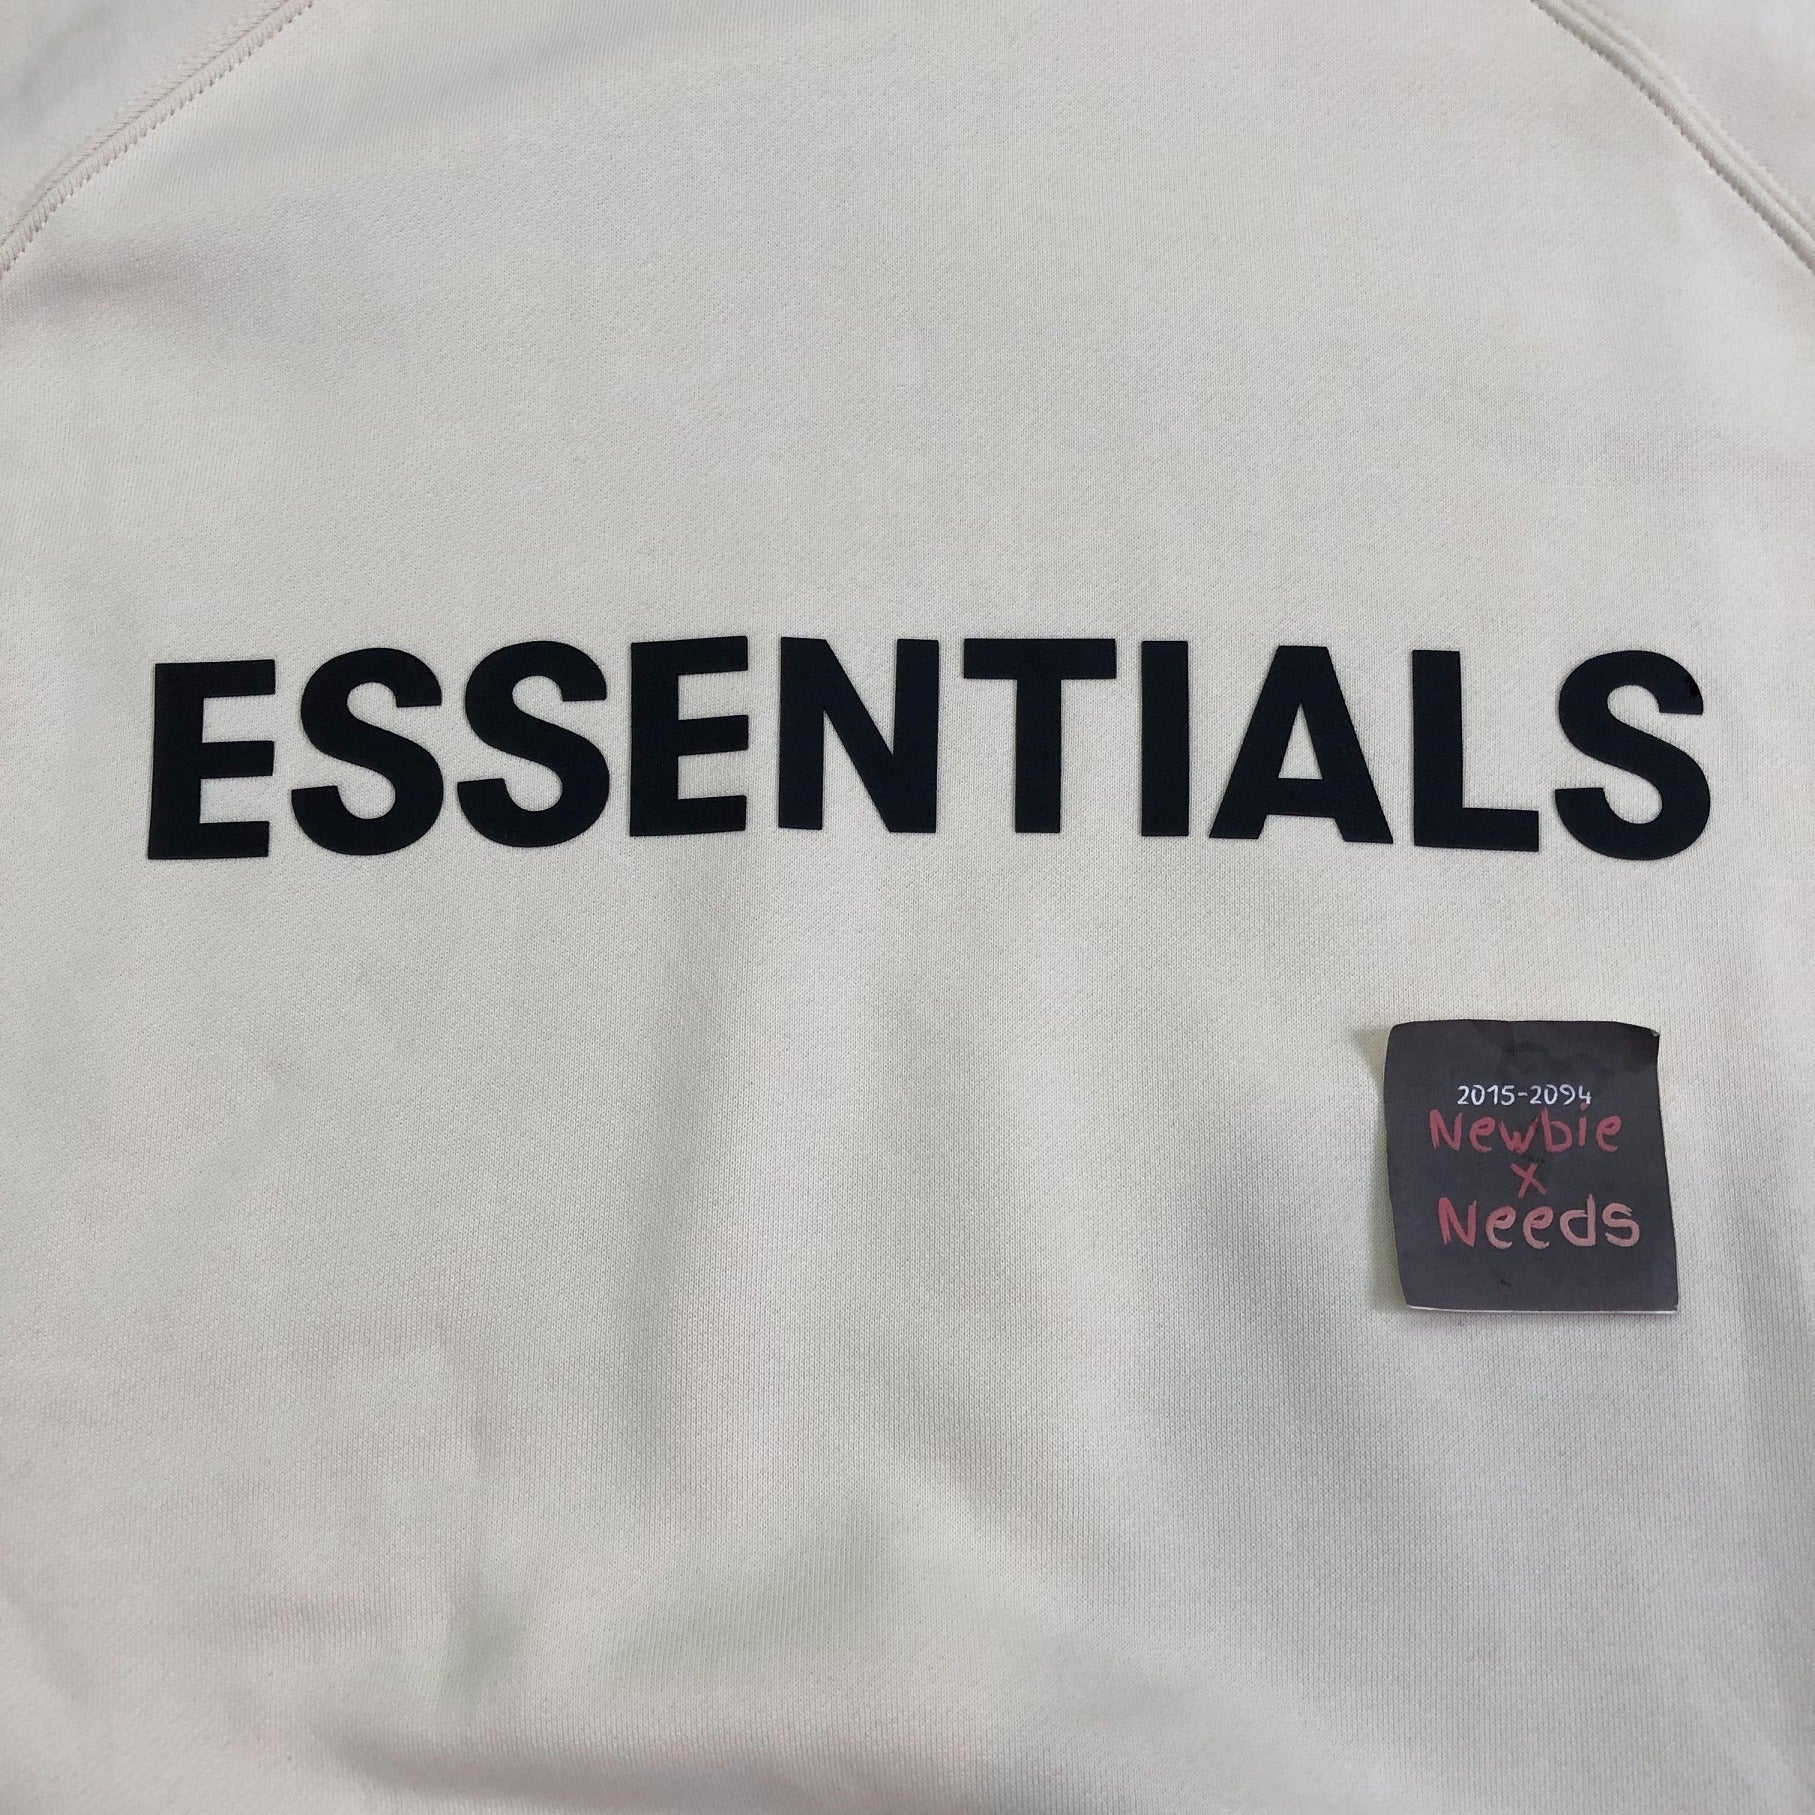 ESSENTIALS
2015-2094
Newbie
x
Needs